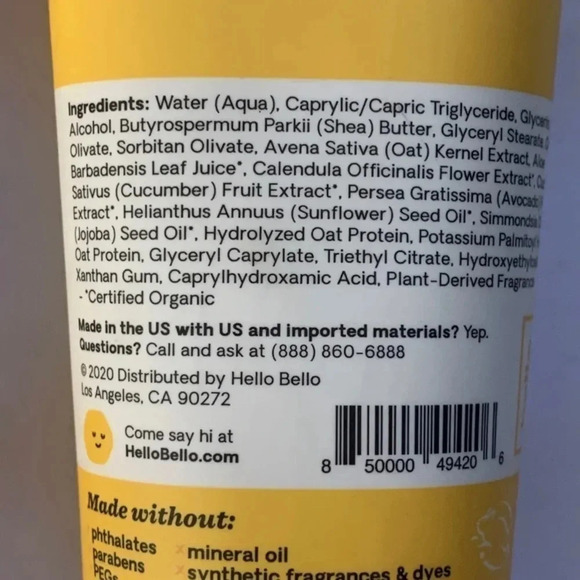 Ingredients: Water (Aqua), Caprylic/Capric Triglyceride,
Alcohol, Butyrospermum Parkii (Shea) Butter, Glyceryl Stearate,
Olivate, Sorbitan Olivate, Avena Sativa (Oat) Kernel Extract,
Barbadensis Leaf Juice*, Calendula Officinalis Flower Extract*,
Sativus (Cucumber) Fruit Extract*, Persea Gratissima
Extract*, Helianthus Annuus (Sunflower) Seed Oil*,
(Jojoba) Seed Oil*, Hydrolyzed Oat Protein, Potassium
Oat Protein, Glyceryl Caprylate, Triethyl Citrate,
Xanthan Gum, Caprylhydroxamic Acid, Plant-Derived
- *Certified Organic
Made in the US with US and imported materials? Yep.
Questions? Call and ask at (888) 860-6888
© 2020 Distributed by Hello Bello
Los Angeles, CA 90272
Come say hi at
HelloBello.com
8 50000 49420 6
Made without:
phthalates
parabens
PEGs
mineral oil
synthetic fragrances & dyes